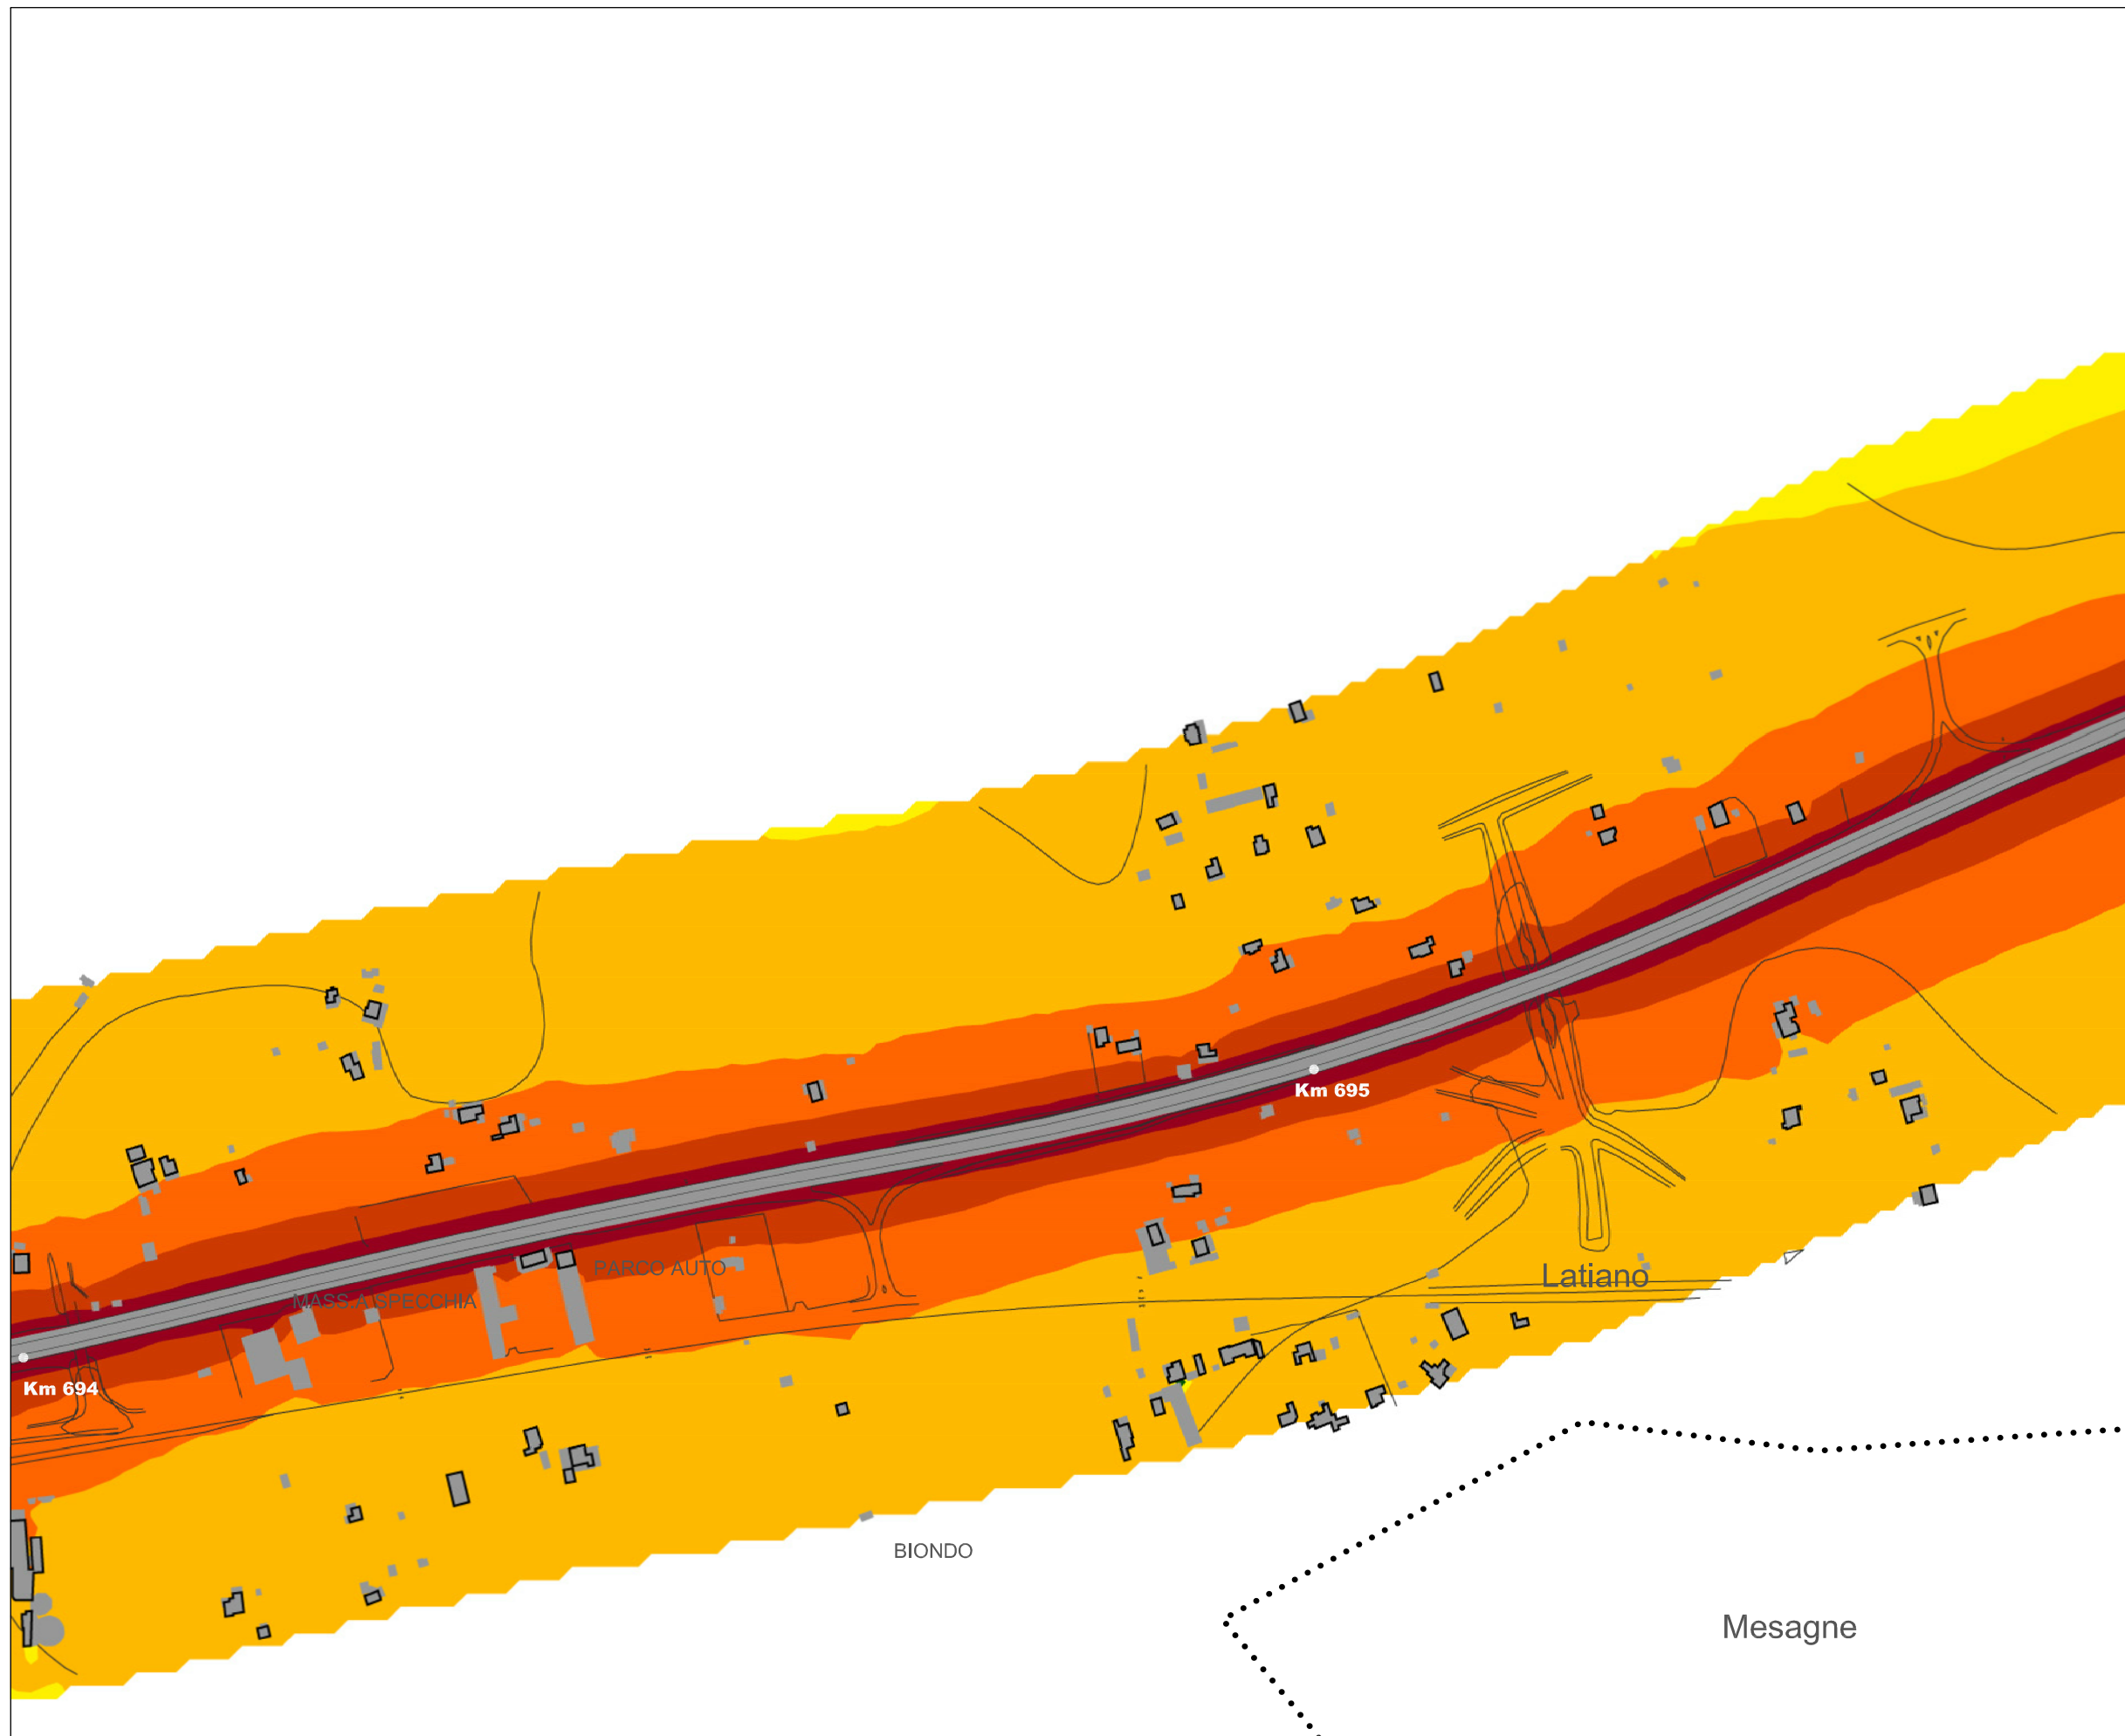 Km 695
PARCO AUTO
Latiano
MASS.A SPECCHIA
Km 694
BIONDO
Mesagne